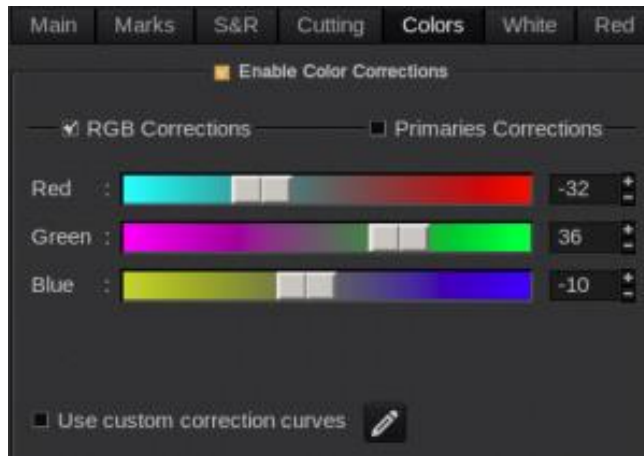 Main Marks S&R Cutting Colors White Red
Enable Color Corrections
RGB Corrections Primaries Corrections
Red : -32 + -
Green : 36 + -
Blue : -10 + -
Use custom correction curves